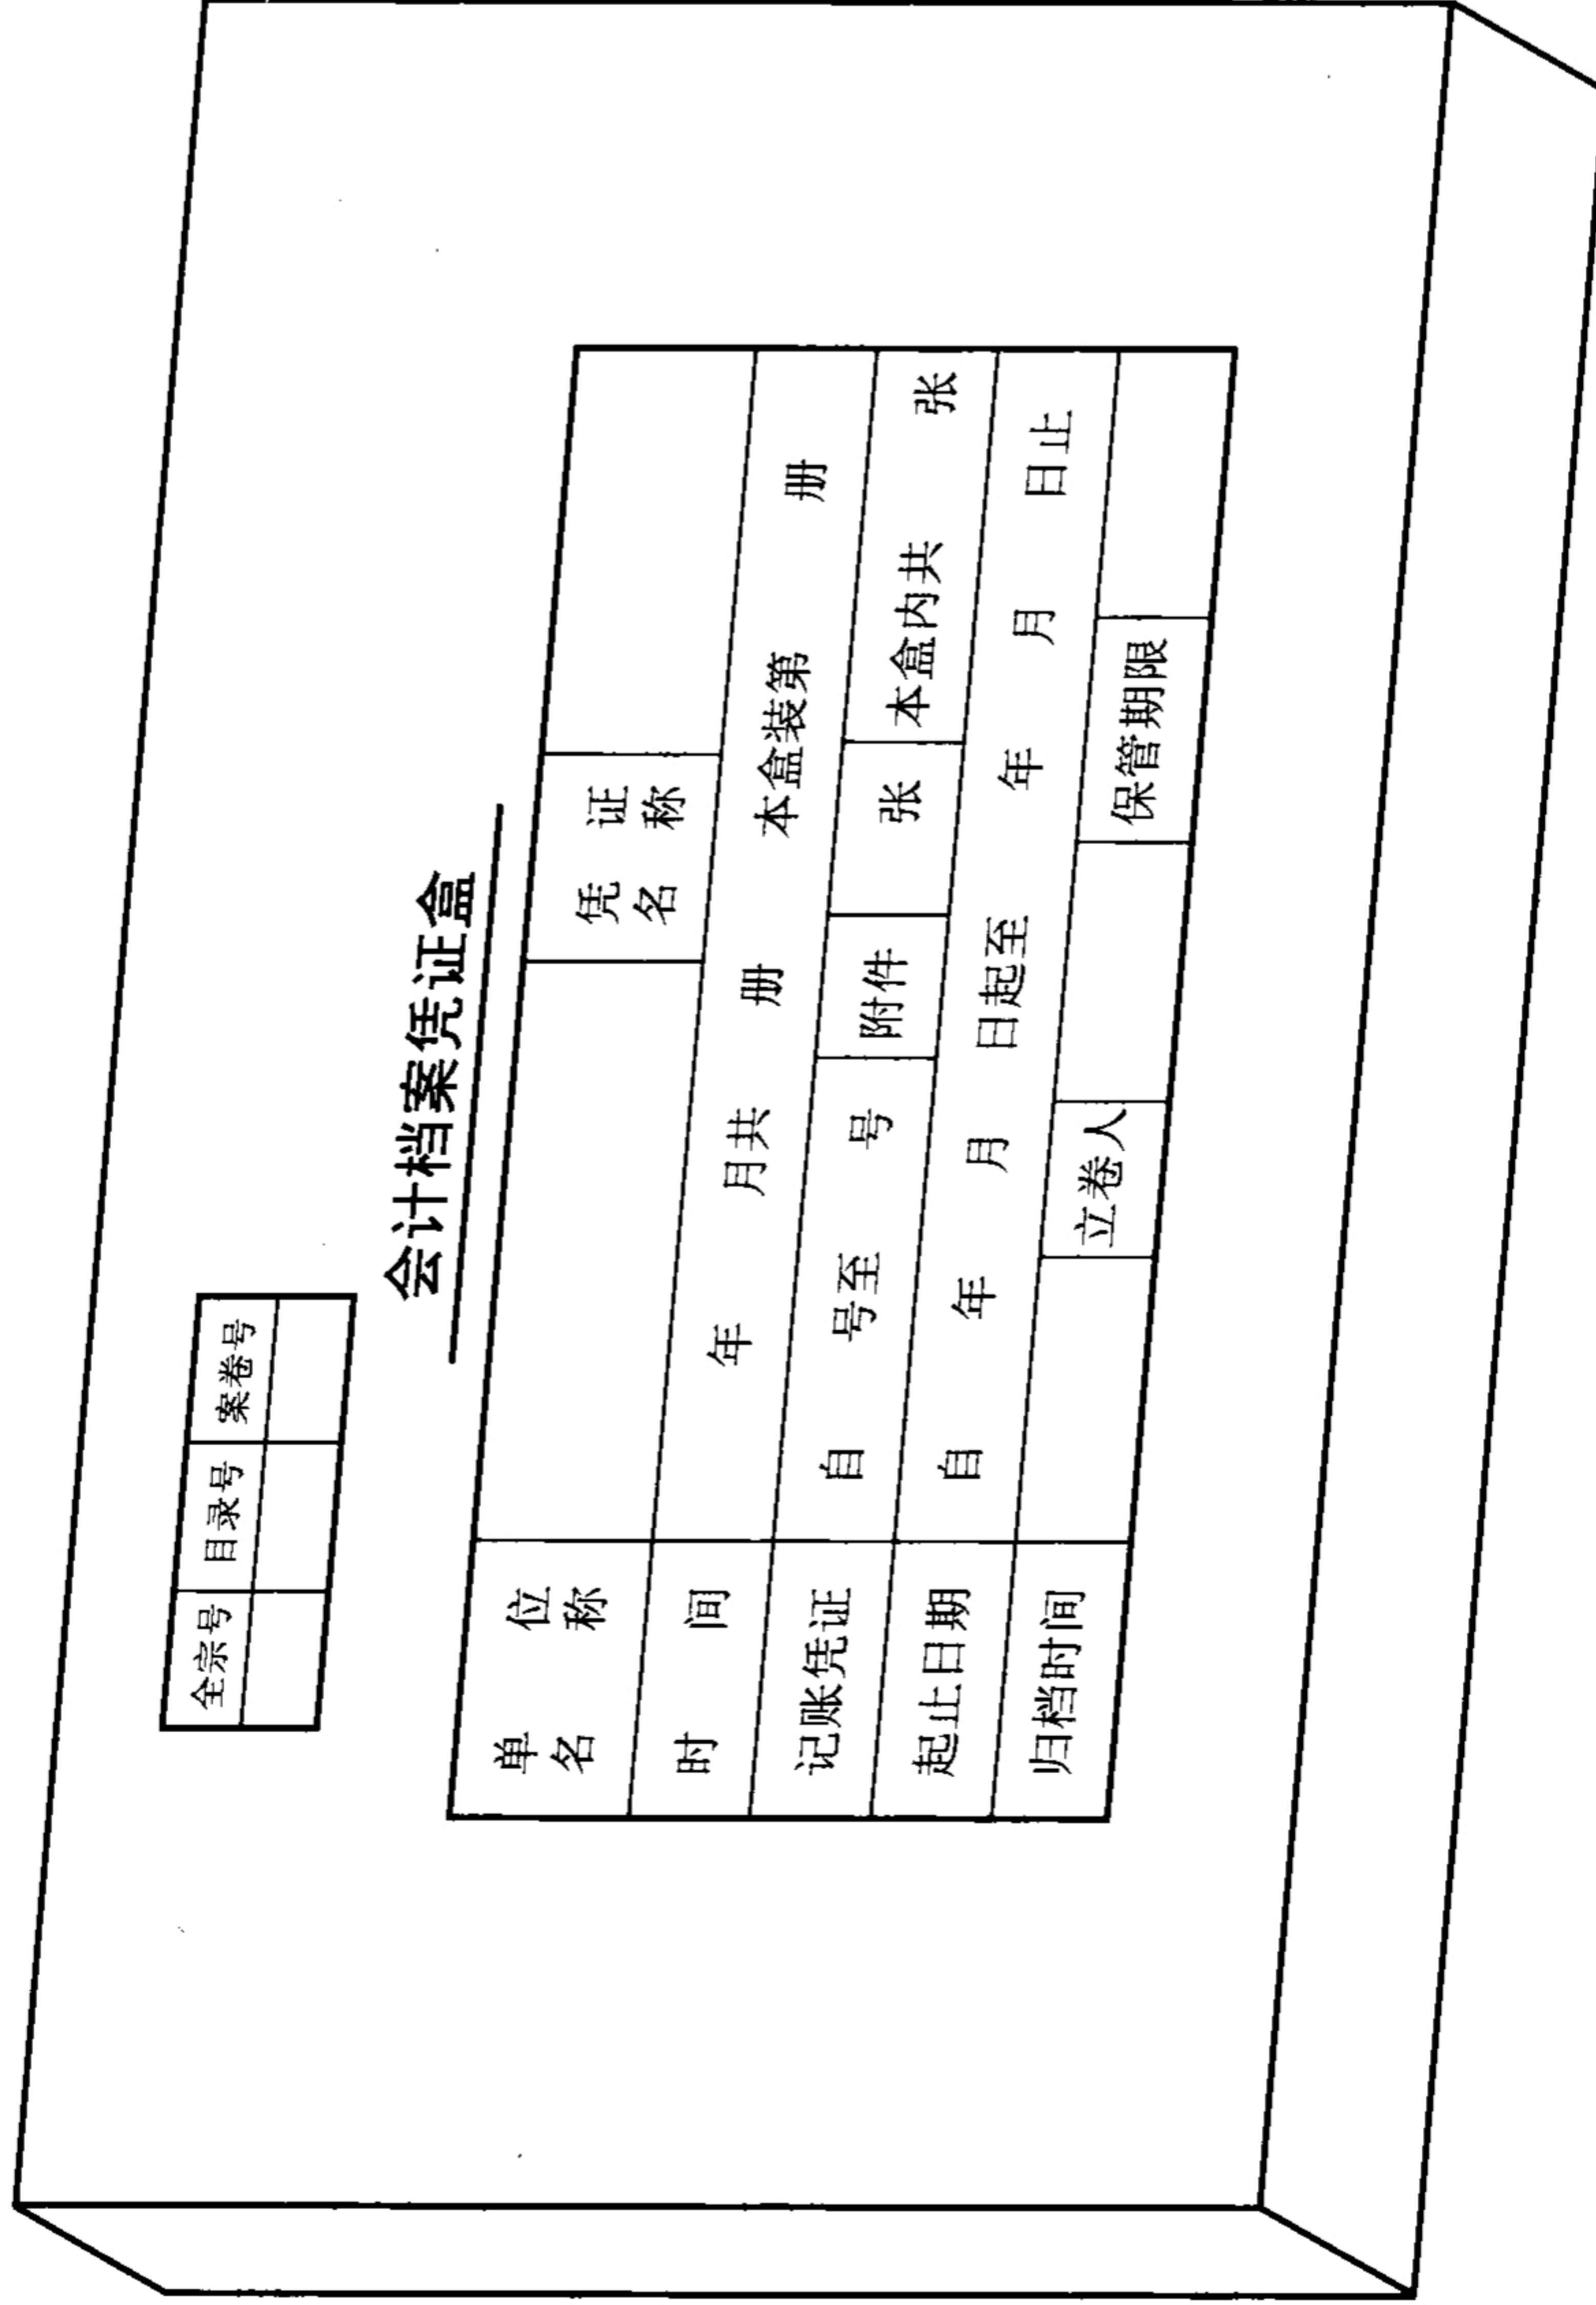 全宗号 目录号 案卷号
会计档案凭证盒
单 位 凭 证
名 称 名 称
时 间 年 月共 册 本盒装第 册
记账凭证 自 号至 号 附件 张 本盒内共 张
起止日期 自 年 月 日起至 年 月 日止
归档时间 立卷人 保管期限